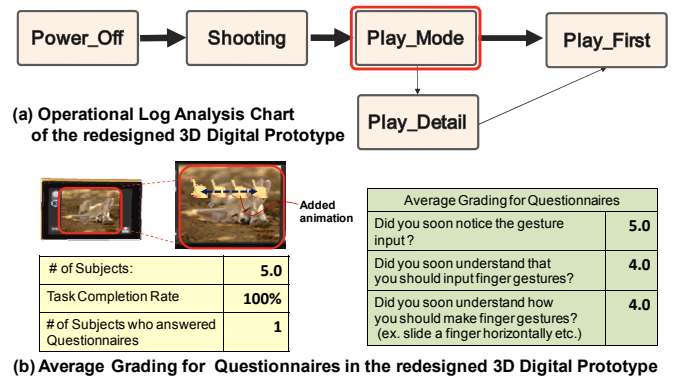 Power_Off
Shooting
Play_Mode
Play_First
Play_Detail
(a) Operational Log Analysis Chart
of the redesigned 3D Digital Prototype
Added
animation
# of Subjects:
5.0
Task Completion Rate
100%
# of Subjects who answered
Questionnaires
1
Average Grading for Questionnaires
Did you soon notice the gesture
input ?
5.0
Did you soon understand that
you should input finger gestures?
4.0
Did you soon understand how
you should make finger gestures?
(ex. slide a finger horizontally etc.)
4.0
(b) Average Grading for Questionnaires in the redesigned 3D Digital Prototype